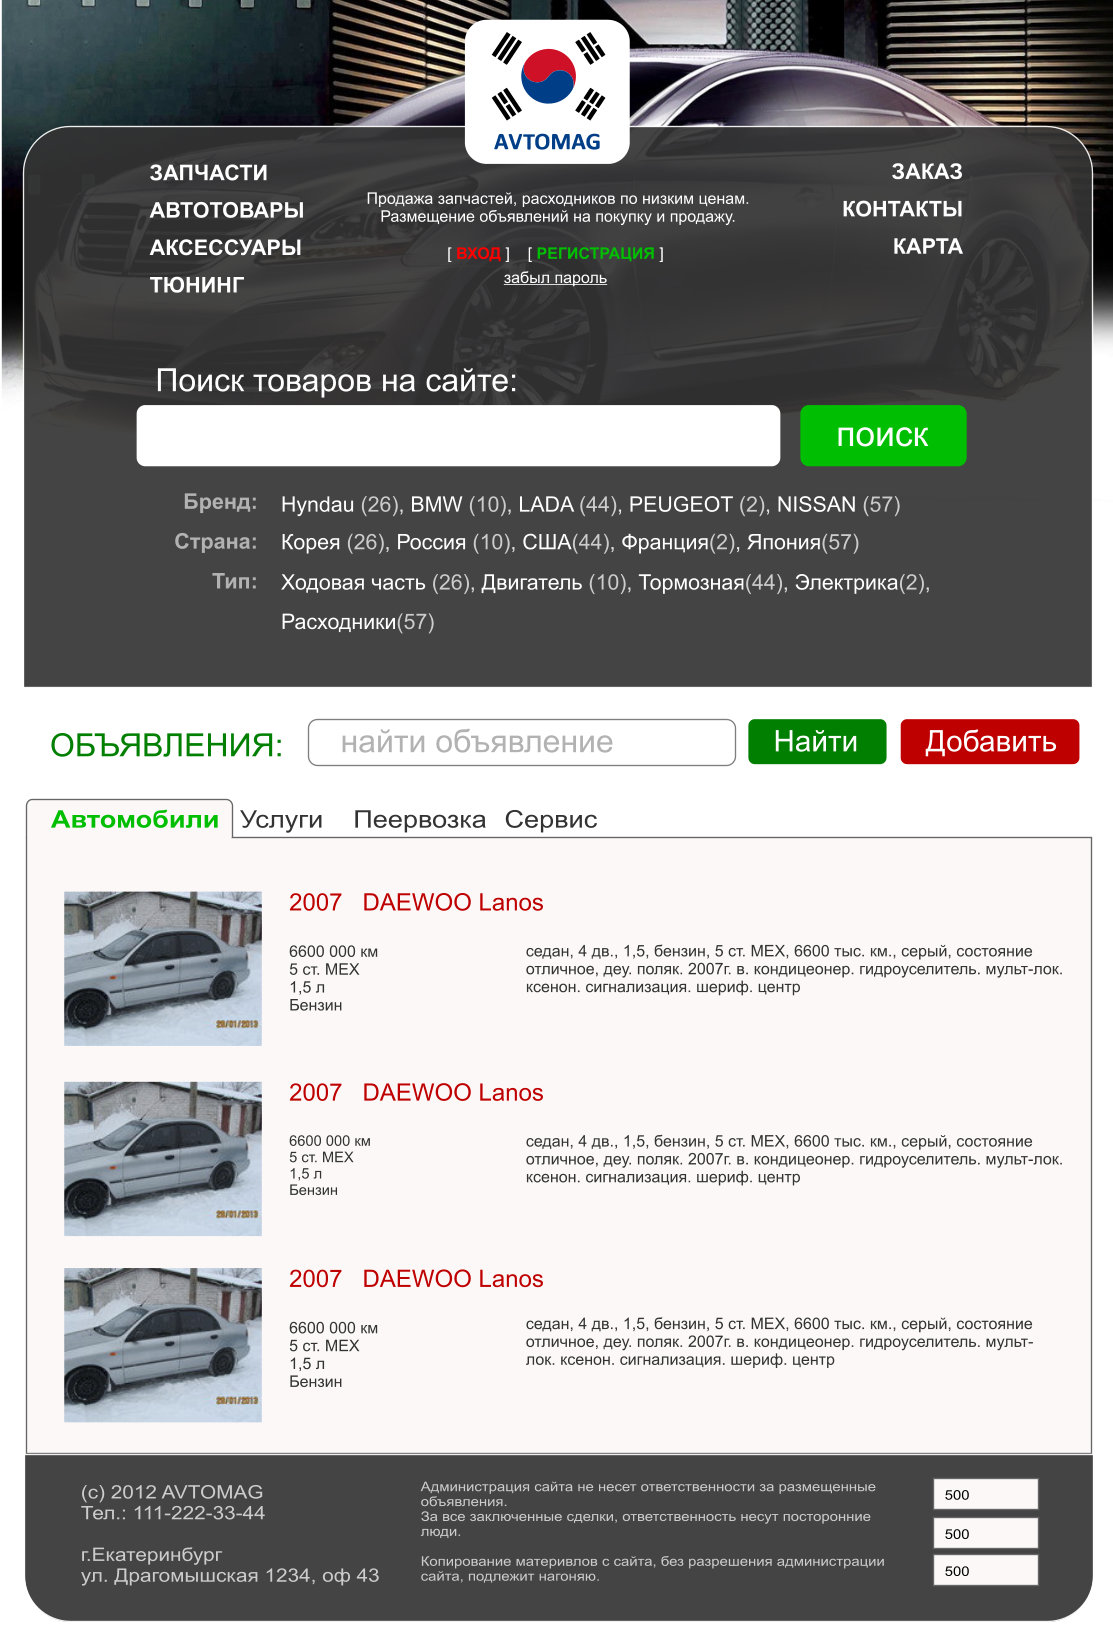 AVTOMAG
ЗАПЧАСТИ
АВТОТОВАРЫ
АКСЕССУАРЫ
ТЮНИНГ
Продажа запчастей, расходников по низким ценам.
Размещение объявлений на покупку и продажу.
[ ВХОД ] [ РЕГИСТРАЦИЯ ]
забыл пароль
ЗАКАЗ
КОНТАКТЫ
КАРТА
Поиск товаров на сайте:
ПОИСК
Бренд: Hyndau (26), BMW (10), LADA (44), PEUGEOT (2), NISSAN (57)
Страна: Корея (26), Россия (10), США(44), Франция(2), Япония(57)
Тип: Ходовая часть (26), Двигатель (10), Тормозная(44), Электрика(2),
Расходники(57)
ОБЪЯВЛЕНИЯ: найти объявление Найти Добавить
Автомобили Услуги Пеервозка Сервис
2007 DAEWOO Lanos
6600 000 км
5 ст. МЕХ
1,5 л
Бензин
седан, 4 дв., 1,5, бензин, 5 ст. МЕХ, 6600 тыс. км., серый, состояние
отличное, деу. поляк. 2007г. в. кондицеонер. гидроуселитель. мульт-лок.
ксенон. сигнализация. шериф. центр
29/01/2013
2007 DAEWOO Lanos
6600 000 км
5 ст. МЕХ
1,5 л
Бензин
седан, 4 дв., 1,5, бензин, 5 ст. МЕХ, 6600 тыс. км., серый, состояние
отличное, деу. поляк. 2007г. в. кондицеонер. гидроуселитель. мульт-лок.
ксенон. сигнализация. шериф. центр
29/01/2013
2007 DAEWOO Lanos
6600 000 км
5 ст. МЕХ
1,5 л
Бензин
седан, 4 дв., 1,5, бензин, 5 ст. МЕХ, 6600 тыс. км., серый, состояние
отличное, деу. поляк. 2007г. в. кондицеонер. гидроуселитель. мульт-
лок. ксенон. сигнализация. шериф. центр
29/01/2013
(c) 2012 AVTOMAG
Тел.: 111-222-33-44
г.Екатеринбург
ул. Драгомышская 1234, оф 43
Администрация сайта не несет ответственности за размещенные
объявления.
За все заключенные сделки, ответственность несут посторонние
люди.
Копирование материвлов с сайта, без разрешения администрации
сайта, подлежит нагоняю.
500
500
500